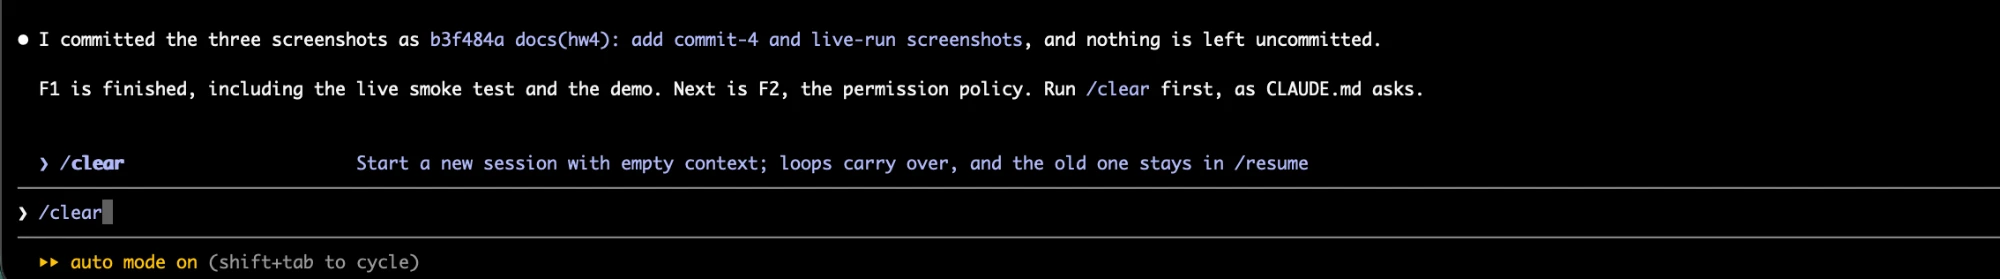 ● I committed the three screenshots as b3f484a docs(hw4): add commit-4 and live-run screenshots, and nothing is left uncommitted.
F1 is finished, including the live smoke test and the demo. Next is F2, the permission policy. Run /clear first, as CLAUDE.md asks.
❯ /clear Start a new session with empty context; loops carry over, and the old one stays in /resume
❯ /clear
▸▸ auto mode on (shift+tab to cycle)